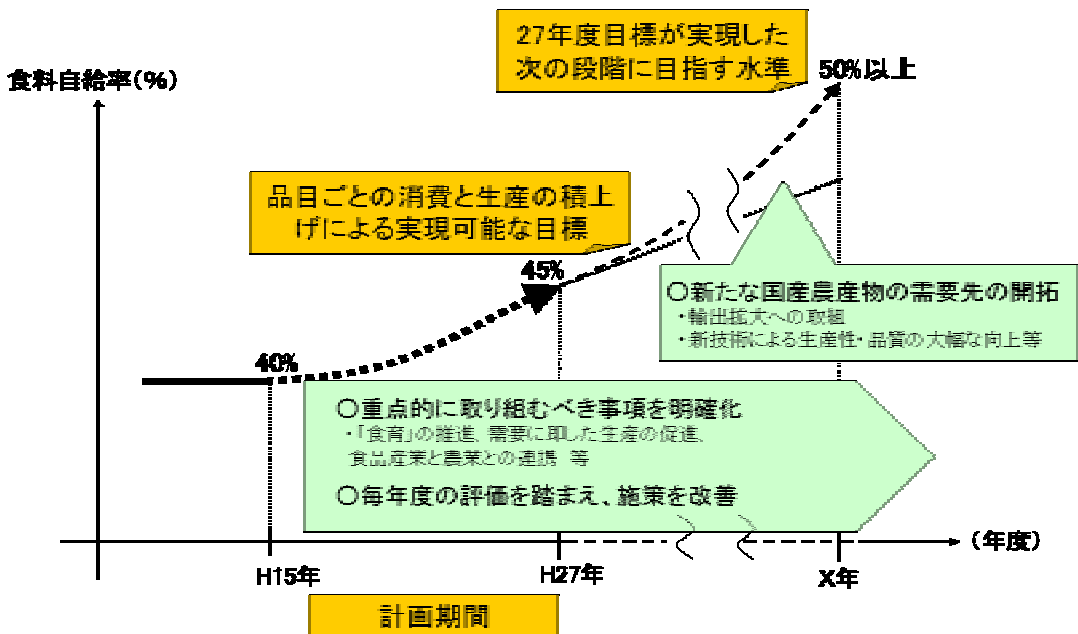 27年度目標が実現した
次の段階に目指す水準
50%以上
食料自給率(%)
品目ごとの消費と生産の積上
げによる実現可能な目標
45%
○新たな国産農産物の需要先の開拓
・輸出拡大への取組
・新技術による生産性・品質の大幅な向上等
40%
○重点的に取り組むべき事項を明確化
・「食育」の推進、需要に即した生産の促進、
食品産業と農業との連携 等
○毎年度の評価を踏まえ、施策を改善
(年度)
H15年
H27年
X年
計画期間